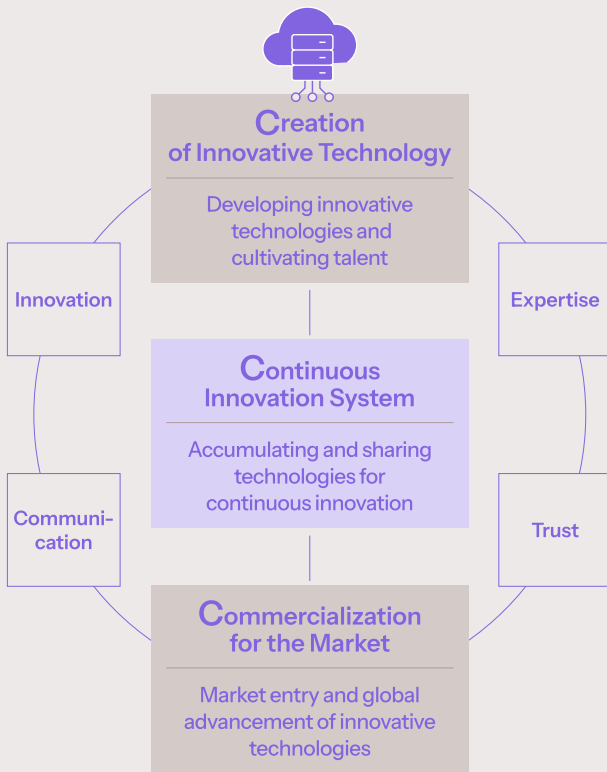 Creation
of Innovative Technology
Developing innovative
technologies and
cultivating talent
Innovation
Expertise
Continuous
Innovation System
Accumulating and sharing
technologies for
continuous innovation
Communi-
cation
Trust
Commercialization
for the Market
Market entry and global
advancement of innovative
technologies